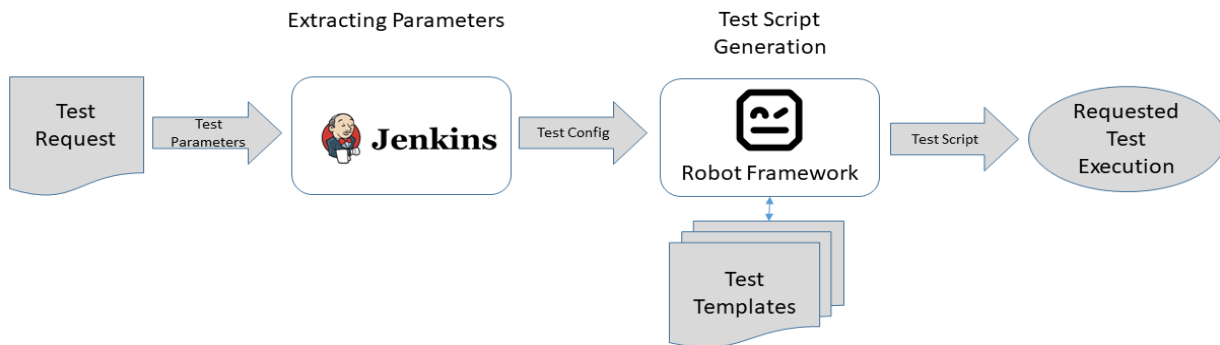 Extracting Parameters
Test Script
Generation
Test
Request
Test
Parameters
Jenkins
Test Config
Robot Framework
Test Script
Requested
Test
Execution
Test
Templates